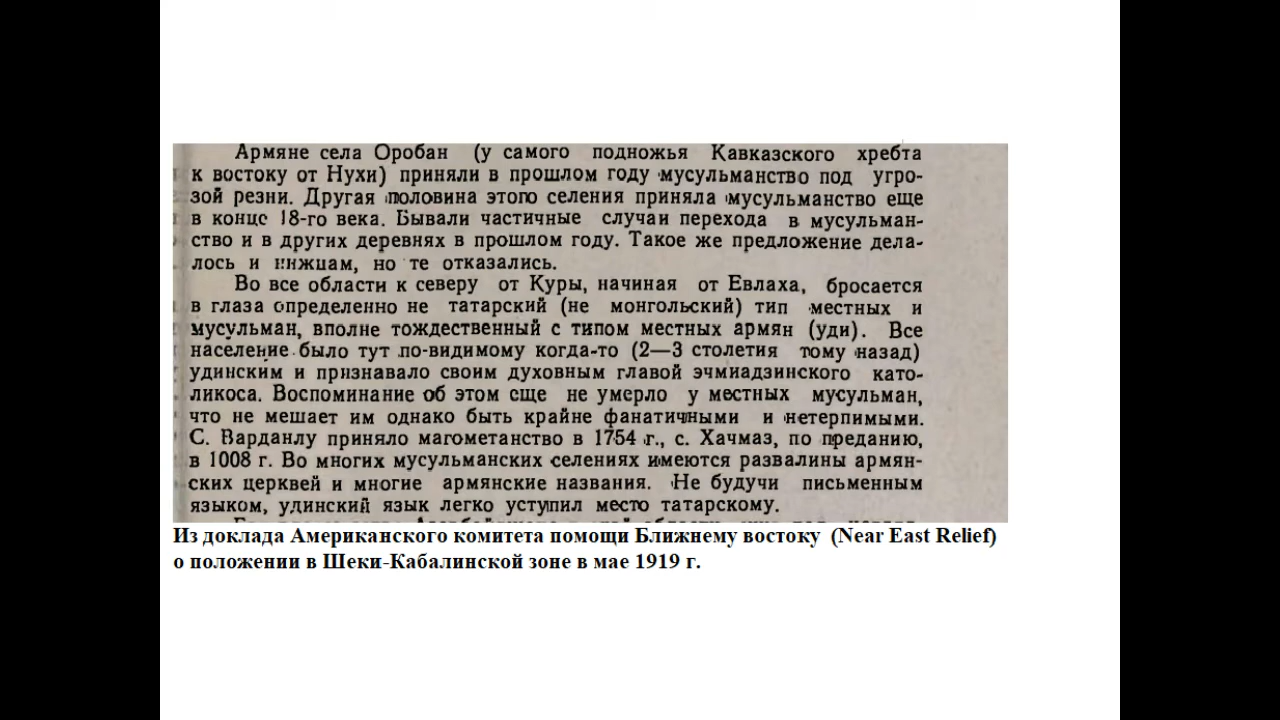 Армяне села Оробан (у самого подножья Кавказского хребта
к востоку от Нухи) приняли в прошлом году мусульманство под угро-
зой резни. Другая половина этого селения приняла мусульманство еще
в конце 18-го века. Бывали частичные случаи перехода в мусульман-
ство и в других деревнях в прошлом году. Такое же предложение дела-
лось и нижцам, но те отказались.
Во все области к северу от Куры, начиная от Евлаха, бросается
в глаза определенно не татарский (не монгольский) тип местных и
мусульман, вполне тождественный с типом местных армян (уди). Все
население было тут по-видимому когда-то (2—3 столетия тому назад)
удинским и признавало своим духовным главой эчмиадзинского като-
ликоса. Воспоминание об этом еще не умерло у местных мусульман,
что не мешает им однако быть крайне фанатичными и нетерпимыми.
С. Варданлу приняло магометанство в 1754 г., с. Хачмаз, по преданию,
в 1008 г. Во многих мусульманских селениях имеются развалины армян-
ских церквей и многие армянские названия. Не будучи письменным
языком, удинский язык легко уступил место татарскому.
Из доклада Американского комитета помощи Ближнему востоку (Near East Relief)
о положении в Шеки-Кабалинской зоне в мае 1919 г.